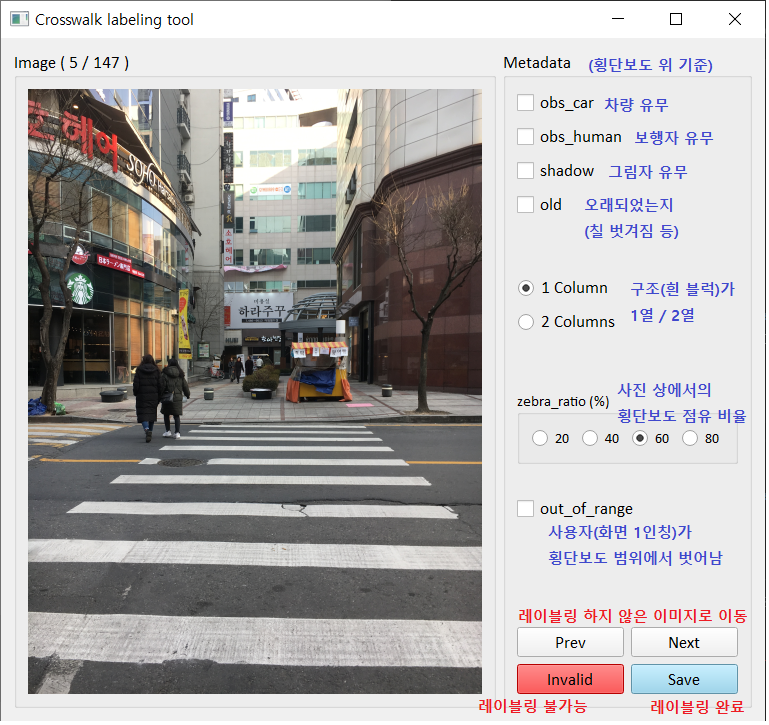 Crosswalk labeling tool
Image ( 5 / 147 )
Metadata (횡단보도 위 기준)
obs_car 차량 유무
obs_human 보행자 유무
shadow 그림자 유무
old 오래되었는지
(칠 벗겨짐 등)
1 Column 구조(흰 블럭)가
2 Columns 1열 / 2열
zebra_ratio (%) 사진 상에서의
횡단보도 점유 비율
20 40 60 80
out_of_range
사용자(화면 1인칭)가
횡단보도 범위에서 벗어남
레이블링 하지 않은 이미지로 이동
Prev Next
Invalid Save
레이블링 불가능 레이블링 완료
호헤어
SOHO Hair
STARBUCKS
소호헤어
하라주꾸